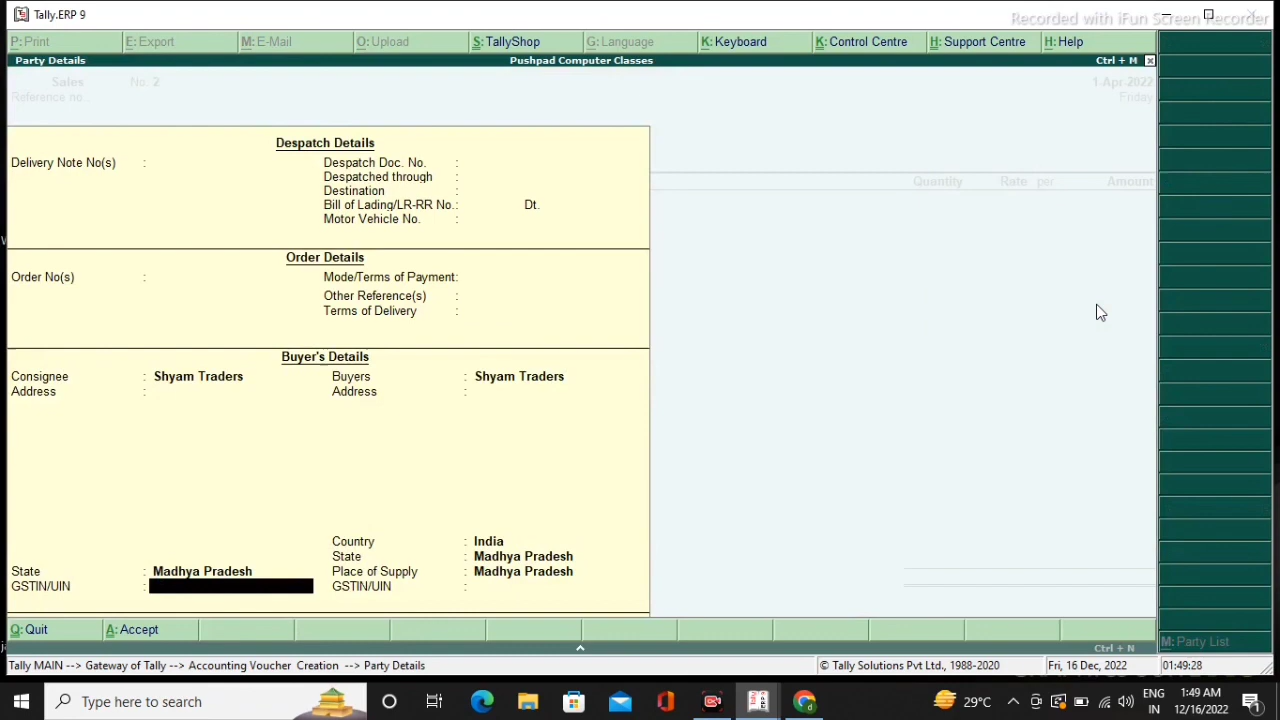 Tally.ERP 9
Recorded with iFun Screen Recorder
P: Print E: Export M: E-Mail O: Upload S: TallyShop G: Language K: Keyboard K: Control Centre H: Support Centre H: Help
Party Details Pushpad Computer Classes Ctrl + M
Sales No. 2 1-Apr-2022
Reference no.: Friday
Despatch Details
Delivery Note No(s) : Despatch Doc. No. :
Despatched through :
Destination :
Bill of Lading/LR-RR No.: Dt.
Motor Vehicle No. :
Quantity Rate per Amount
Order Details
Order No(s) : Mode/Terms of Payment:
Other Reference(s) :
Terms of Delivery :
Buyer's Details
Consignee : Shyam Traders Buyers : Shyam Traders
Address : Address :
Country : India
State : Madhya Pradesh
State : Madhya Pradesh Place of Supply : Madhya Pradesh
GSTIN/UIN : GSTIN/UIN :
Q: Quit A: Accept
M: Party List
Ctrl + N
Tally MAIN --> Gateway of Tally --> Accounting Voucher Creation --> Party Details © Tally Solutions Pvt Ltd., 1988-2020 Fri, 16 Dec, 2022 01:49:28
Type here to search 29°C ENG 1:49 AM
IN 12/16/2022 1